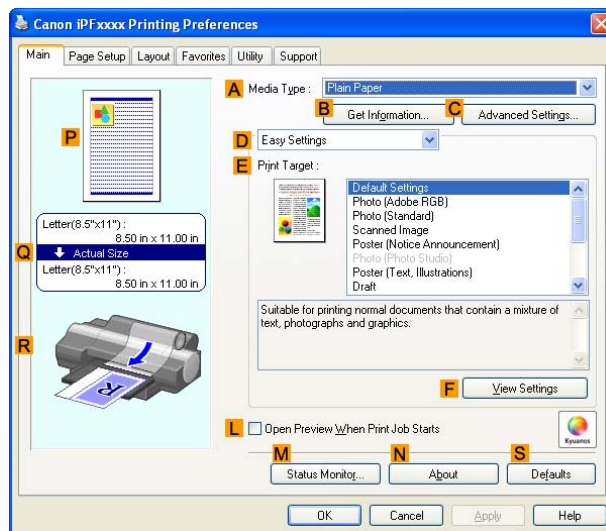 Canon iPFxxxx Printing Preferences
Main Page Setup Layout Favorites Utility Support
A Media Type : Plain Paper
B Get Information... C Advanced Settings...
D Easy Settings
E Print Target :
P
Default Settings
Photo (Adobe RGB)
Photo (Standard)
Scanned Image
Poster (Notice Announcement)
Photo (Photo Studio)
Poster (Text, Illustrations)
Draft
Letter(8.5"x11") :
8.50 in x 11.00 in
Q Actual Size
Letter(8.5"x11") :
8.50 in x 11.00 in
Suitable for printing normal documents that contain a mixture of
text, photographs and graphics.
R
R
F View Settings
L Open Preview When Print Job Starts
Kyuanos
M Status Monitor... N About S Defaults
OK Cancel Apply Help